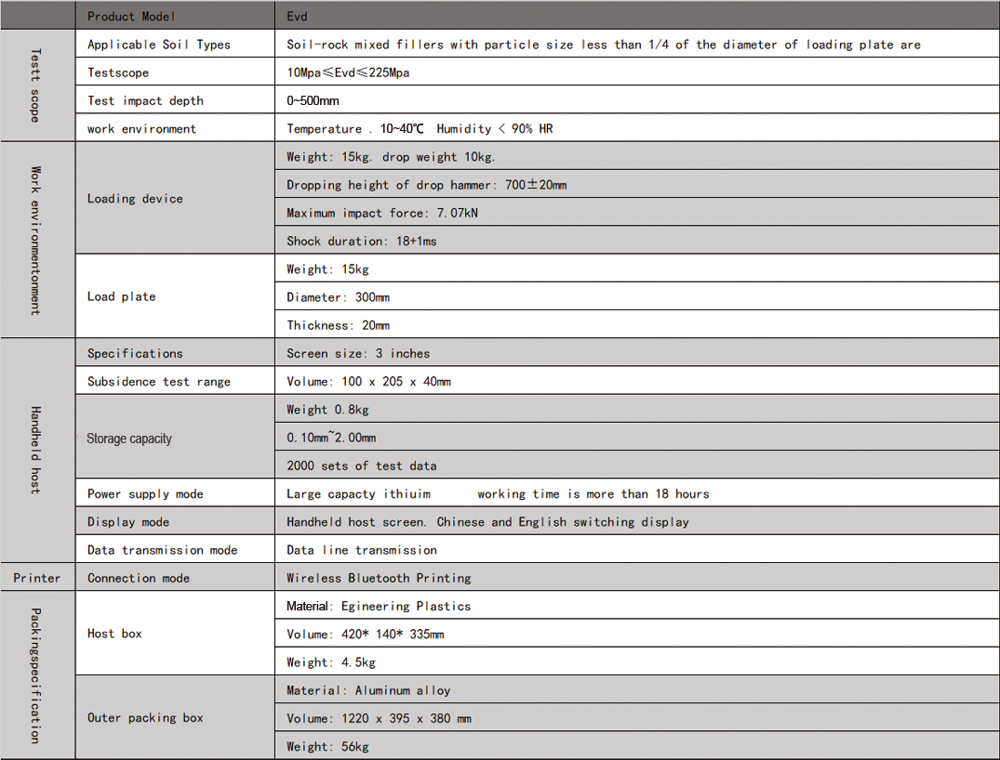 Product Model Evd
Testt scope
Applicable Soil Types Soil-rock mixed fillers with particle size less than 1/4 of the diameter of loading plate are
Testscope 10Mpa≤Evd≤225Mpa
Test impact depth 0~500mm
work environment Temperature . 10~40℃ Humidity < 90% HR
Work environmentonment
Loading device
Weight: 15kg. drop weight 10kg.
Dropping height of drop hammer: 700±20mm
Maximum impact force: 7.07kN
Shock duration: 18+1ms
Load plate
Weight: 15kg
Diameter: 300mm
Thickness: 20mm
Handheld host
Specifications Screen size: 3 inches
Subsidence test range Volume: 100 x 205 x 40mm
Storage capacity
Weight 0.8kg
0.10mm~2.00mm
2000 sets of test data
Power supply mode Large capacty ithiuim working time is more than 18 hours
Display mode Handheld host screen. Chinese and English switching display
Data transmission mode Data line transmission
Printer Connection mode Wireless Bluetooth Printing
Packingspecification
Host box
Material: Egineering Plastics
Volume: 420* 140* 335mm
Weight: 4.5kg
Outer packing box
Material: Aluminum alloy
Volume: 1220 x 395 x 380 mm
Weight: 56kg